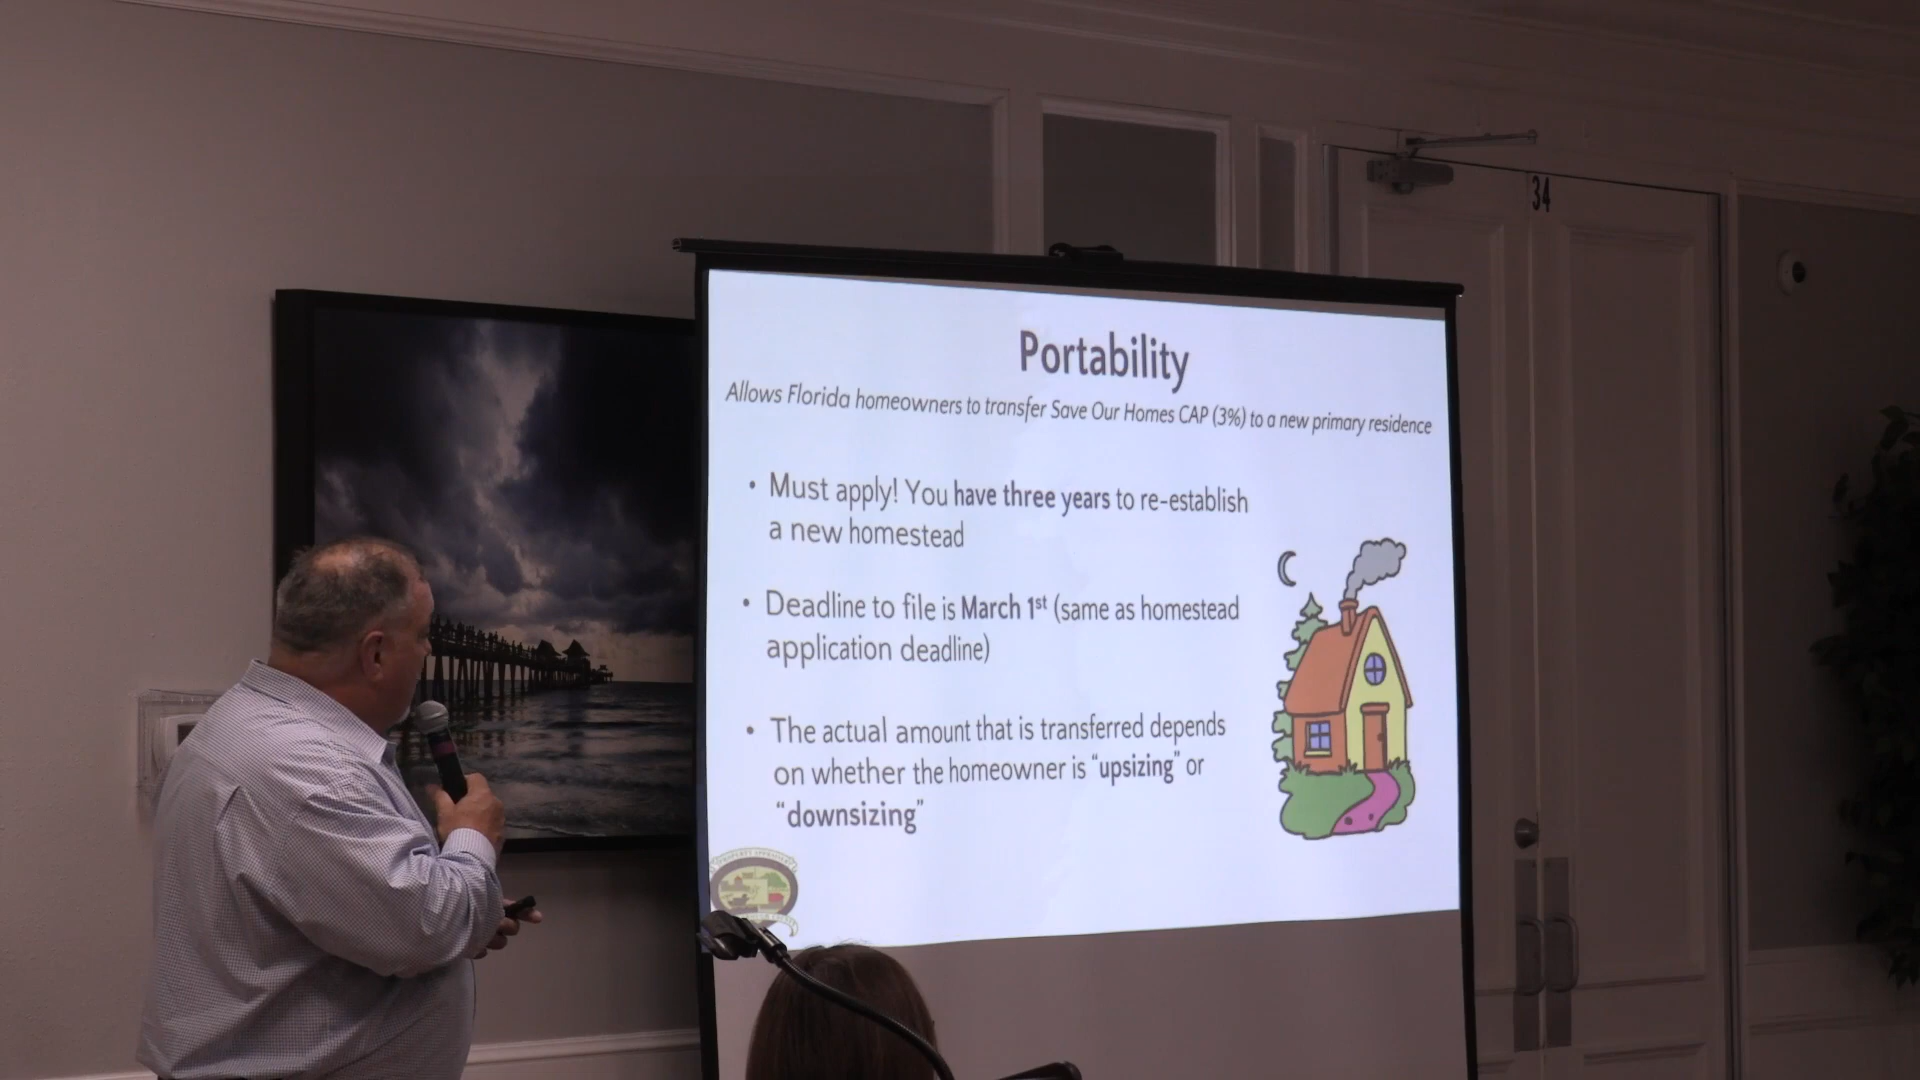 34
Portability
Allows Florida homeowners to transfer Save Our Homes CAP (3%) to a new primary residence
• Must apply! You have three years to re-establish
a new homestead
• Deadline to file is March 1st (same as homestead
application deadline)
• The actual amount that is transferred depends
on whether the homeowner is “upsizing” or
“downsizing”
PROPERTY APPRAISER